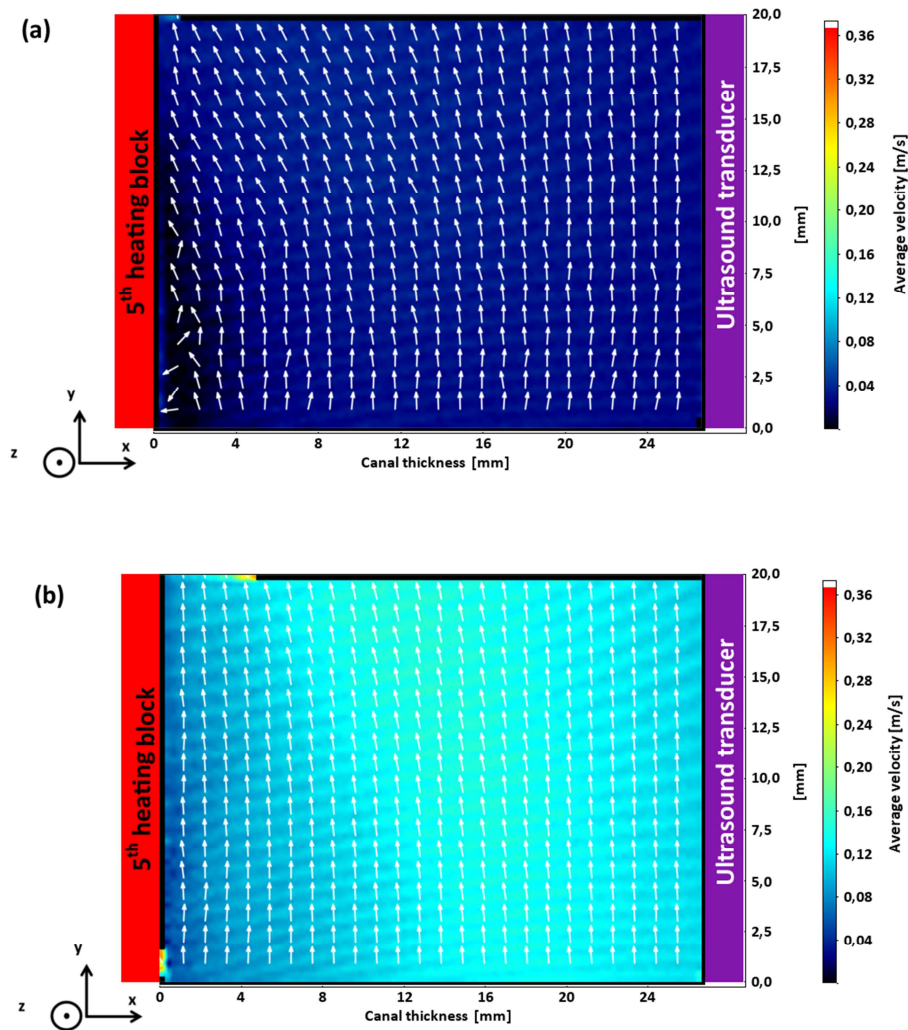 (a)
5th heating block
Ultrasound transducer
20,0
17,5
15,0
12,5
10,0
7,5
5,0
2,5
0,0
[mm]
0 4 8 12 16 20 24
Canal thickness [mm]
y
x
z
0,36
0,32
0,28
0,24
0,20
0,16
0,12
0,08
0,04
Average velocity [m/s]
(b)
5th heating block
Ultrasound transducer
20,0
17,5
15,0
12,5
10,0
7,5
5,0
2,5
0,0
[mm]
0 4 8 12 16 20 24
Canal thickness [mm]
y
x
z
0,36
0,32
0,28
0,24
0,20
0,16
0,12
0,08
0,04
Average velocity [m/s]